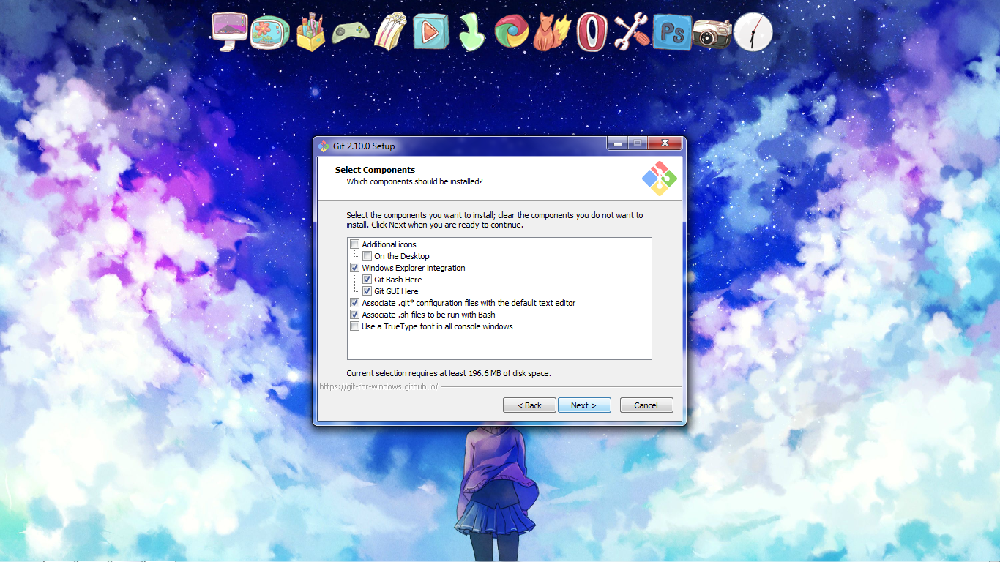 Ps
Git 2.10.0 Setup
Select Components
Which components should be installed?
Select the components you want to install; clear the components you do not want to
install. Click Next when you are ready to continue.
Additional icons
On the Desktop
Windows Explorer integration
Git Bash Here
Git GUI Here
Associate .git* configuration files with the default text editor
Associate .sh files to be run with Bash
Use a TrueType font in all console windows
Current selection requires at least 196.6 MB of disk space.
https://git-for-windows.github.io/
< Back Next > Cancel